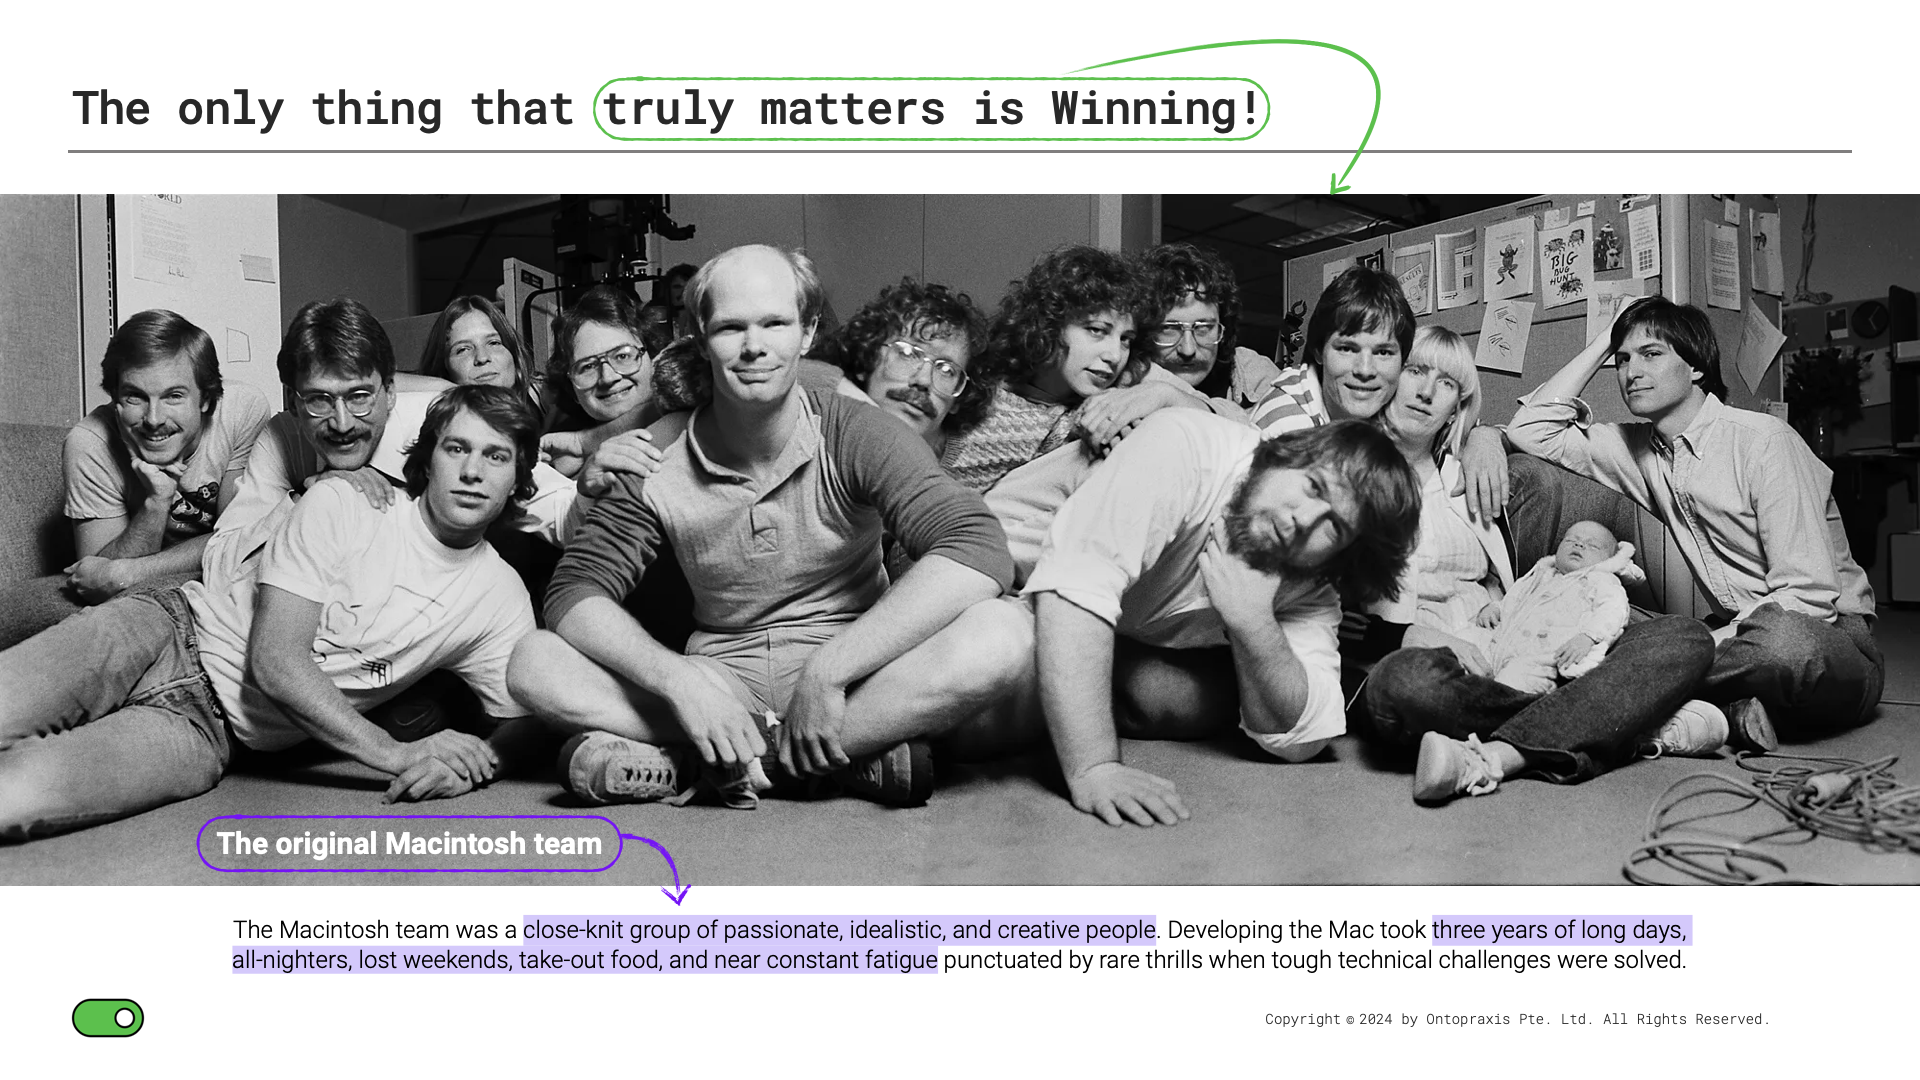 The only thing that truly matters is Winning!
WORLD
BIG
BUG
HUNT
The original Macintosh team
The Macintosh team was a close-knit group of passionate, idealistic, and creative people. Developing the Mac took three years of long days,
all-nighters, lost weekends, take-out food, and near constant fatigue punctuated by rare thrills when tough technical challenges were solved.
Copyright © 2024 by Ontopraxis Pte. Ltd. All Rights Reserved.